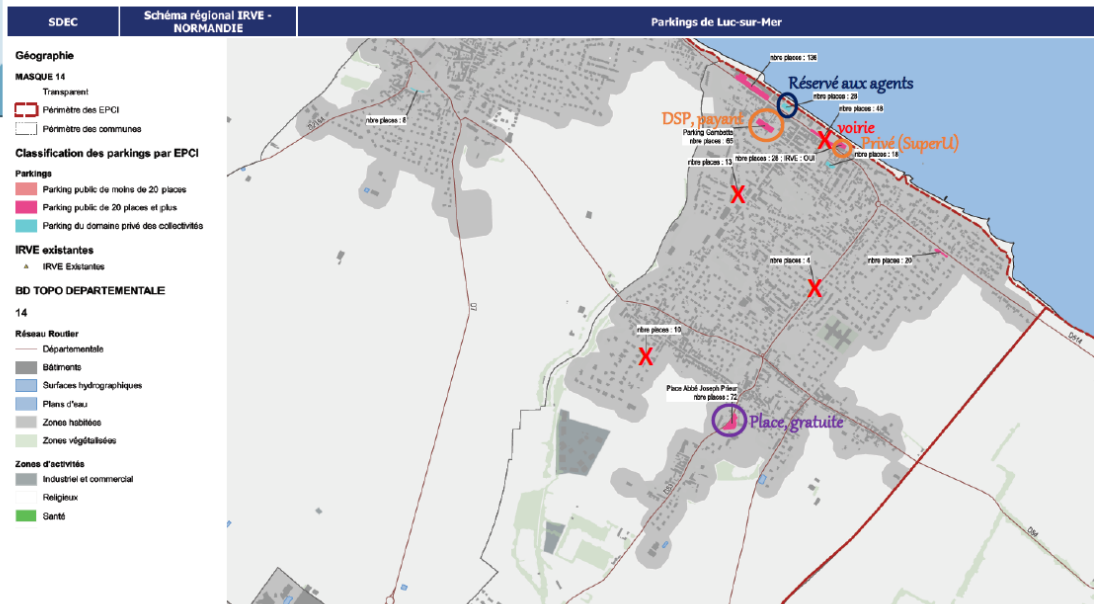 SDEC
Schéma régional IRVE -
NORMANDIE
Parkings de Luc-sur-Mer
Géographie
MASQUE 14
Transparent
Périmètre des EPCI
Périmètre des communes
Classification des parkings par EPCI
Parkings
Parking public de moins de 20 places
Parking public de 20 places et plus
Parking du domaine privé des collectivités
IRVE existantes
IRVE Existantes
BD TOPO DEPARTEMENTALE
14
Réseau Routier
Départementale
Bâtiments
Surfaces hydrographiques
Plans d'eau
Zones habitées
Zones végétalisées
Zones d'activités
Industriel et commercial
Religieux
Santé
nbre places : 136
Réservé aux agents
nbre places : 28
nbre places : 48
DSP, payant
Parking Gambetta
nbre places : 65
X voirie
Privé (SuperU)
nbre places : 6
nbre places : 13
nbre places : 26 ; IRVE : OUI
nbre places : 18
X
nbre places : 4
nbre places : 20
X
D7
nbre places : 10
X
D514
Place Abbé Joseph Prieur
nbre places : 72
Place, gratuite